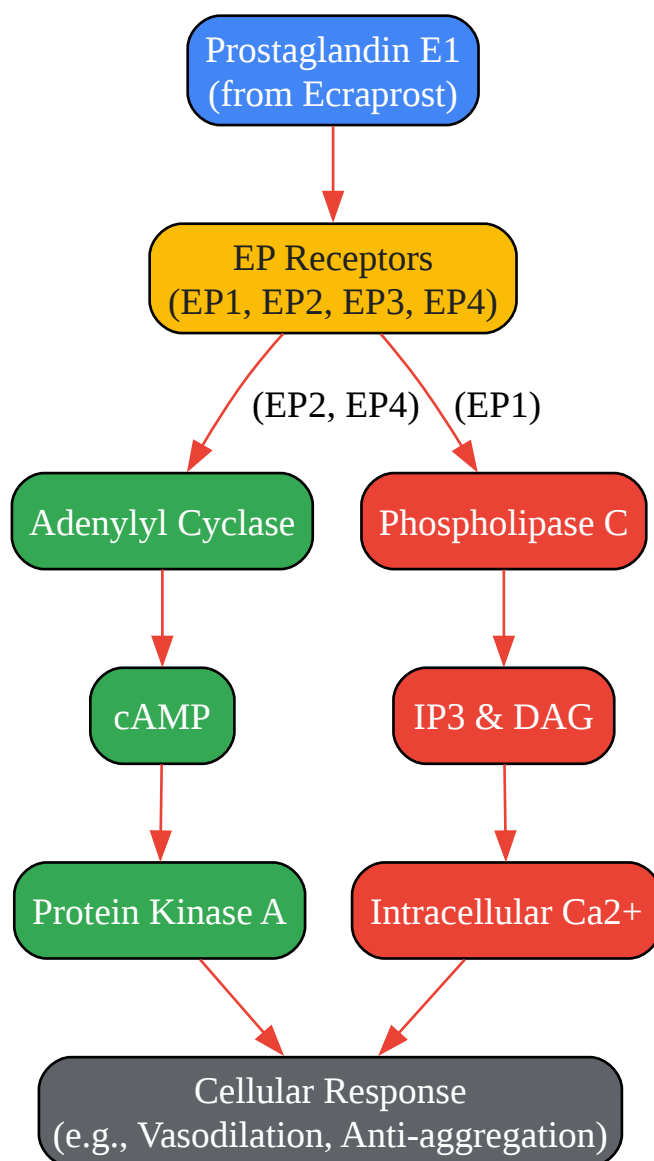 Prostaglandin E1
(from Ecraprost)
EP Receptors
(EP1, EP2, EP3, EP4)
(EP2, EP4)
(EP1)
Adenylyl Cyclase
Phospholipase C
cAMP
IP3 & DAG
Protein Kinase A
Intracellular Ca2+
Cellular Response
(e.g., Vasodilation, Anti-aggregation)